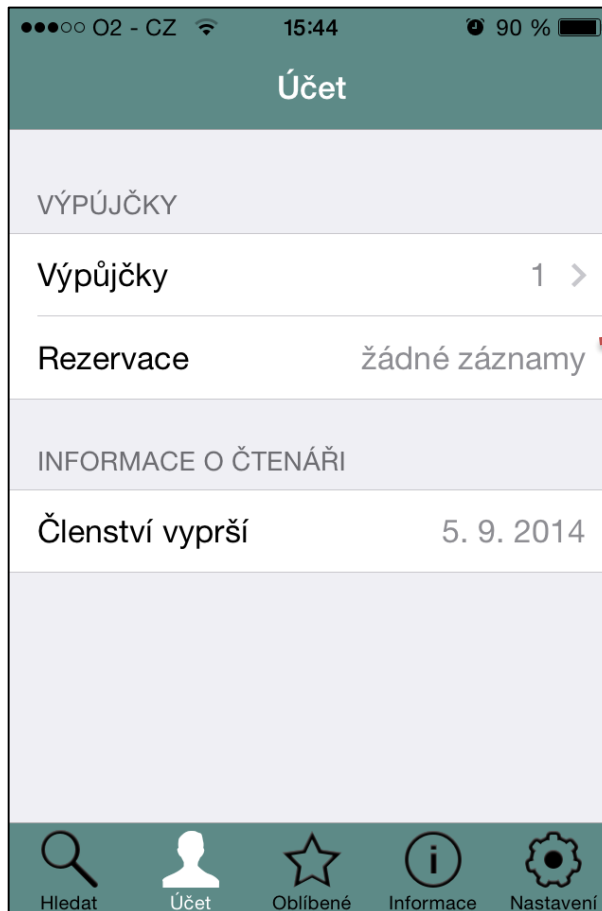 O2 - CZ 15:44 90 %
Účet
VÝPÚJČKY
Výpůjčky 1
Rezervace žádné záznamy
INFORMACE O ČTENÁŘI
Členství vyprší 5. 9. 2014
Hledat Účet Oblíbené Informace Nastavení